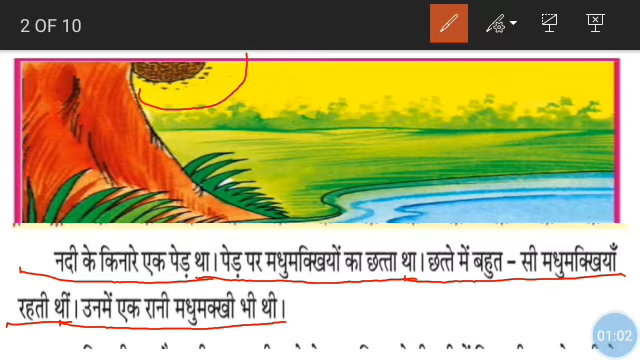 2 OF 10
नदी के किनारे एक पेड़ था। पेड़ पर मधुमक्खियों का छत्ता था। छत्ते में बहुत – सी मधुमक्खियाँ
रहती थीं। उनमें एक रानी मधुमक्खी भी थी।
01:02